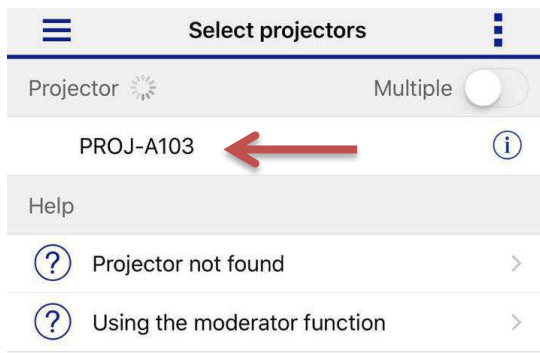 Select projectors
Projector Multiple
PROJ-A103
Help
Projector not found
Using the moderator function